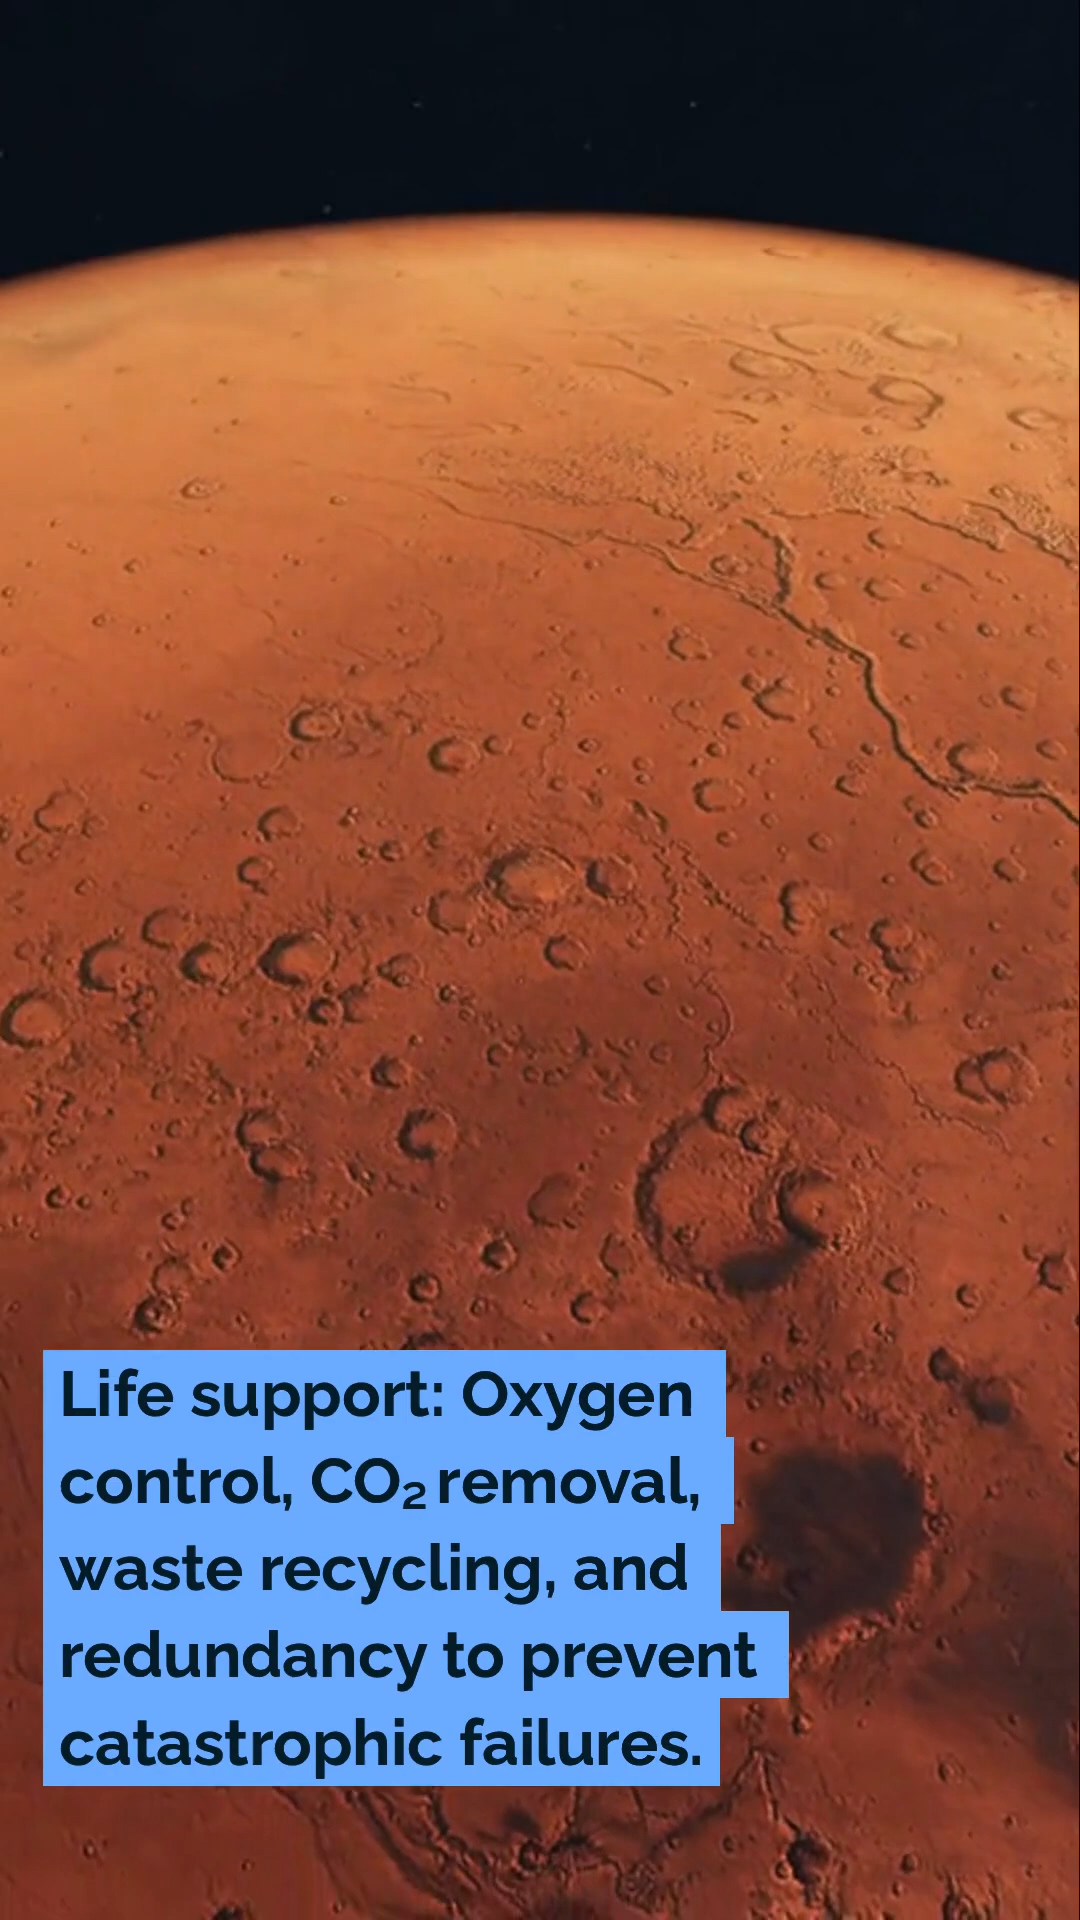 Life support: Oxygen
control, CO₂ removal,
waste recycling, and
redundancy to prevent
catastrophic failures.